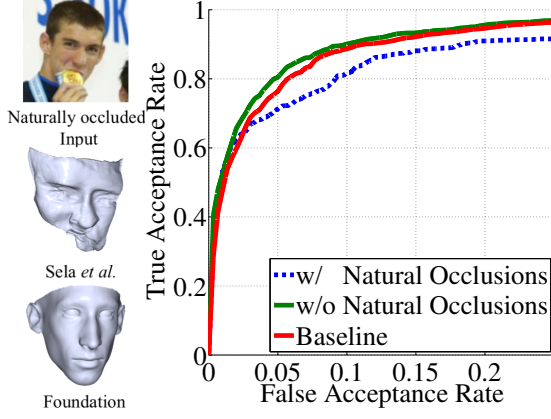 Naturally occluded
Input
Sela et al.
Foundation
True Acceptance Rate
1
0.8
0.6
0.4
0.2
0
0
0.05
0.1
0.15
0.2
False Acceptance Rate
w/ Natural Occlusions
w/o Natural Occlusions
Baseline